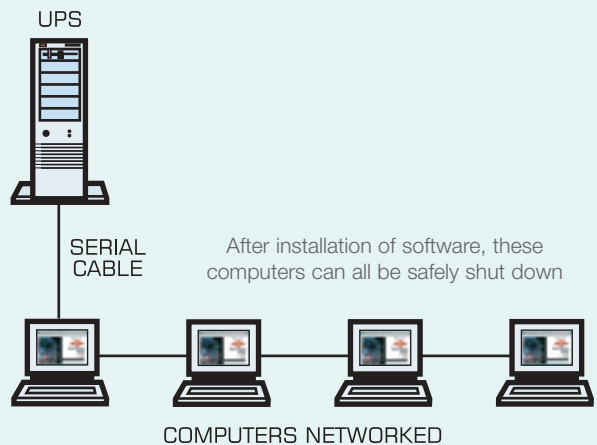 UPS
SERIAL
CABLE
After installation of software, these
computers can all be safely shut down
COMPUTERS NETWORKED